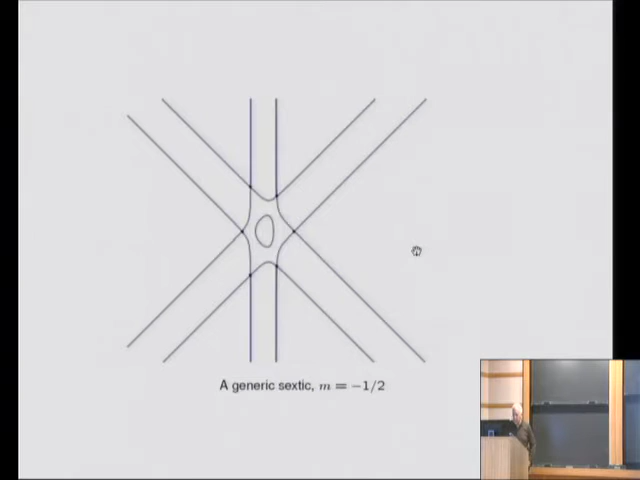 A generic sextic, m = −1/2